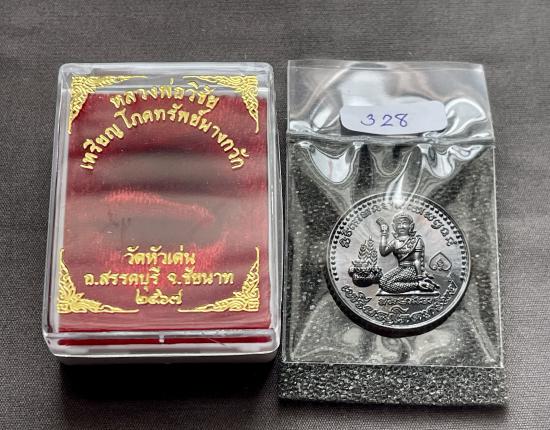 หลวงพ่อวิชัย
เหรียญโภคทรัพย์นางกวัก
วัดหัวเด่น
อ.สรรคบุรี จ.ชัยนาท
๒๕๖๗
328